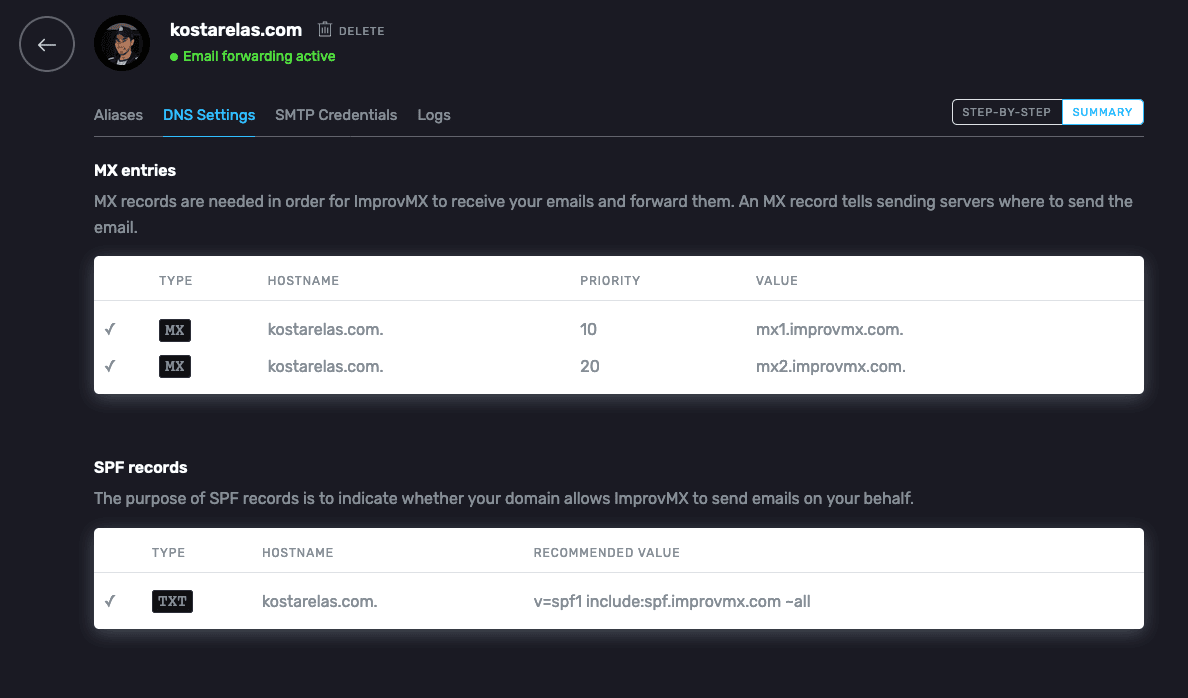 kostarelas.com DELETE
Email forwarding active
Aliases DNS Settings SMTP Credentials Logs STEP-BY-STEP SUMMARY
MX entries
MX records are needed in order for ImprovMX to receive your emails and forward them. An MX record tells sending servers where to send the
email.
TYPE HOSTNAME PRIORITY VALUE
MX kostarelas.com. 10 mx1.improvmx.com.
MX kostarelas.com. 20 mx2.improvmx.com.
SPF records
The purpose of SPF records is to indicate whether your domain allows ImprovMX to send emails on your behalf.
TYPE HOSTNAME RECOMMENDED VALUE
TXT kostarelas.com. v=spf1 include:spf.improvmx.com ~all